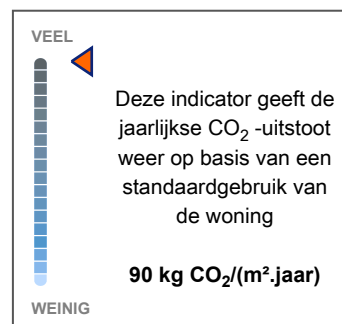 VEEL
Deze indicator geeft de
jaarlijkse CO₂ -uitstoot
weer op basis van een
standaardgebruik van
de woning
90 kg CO₂/(m².jaar)
WEINIG